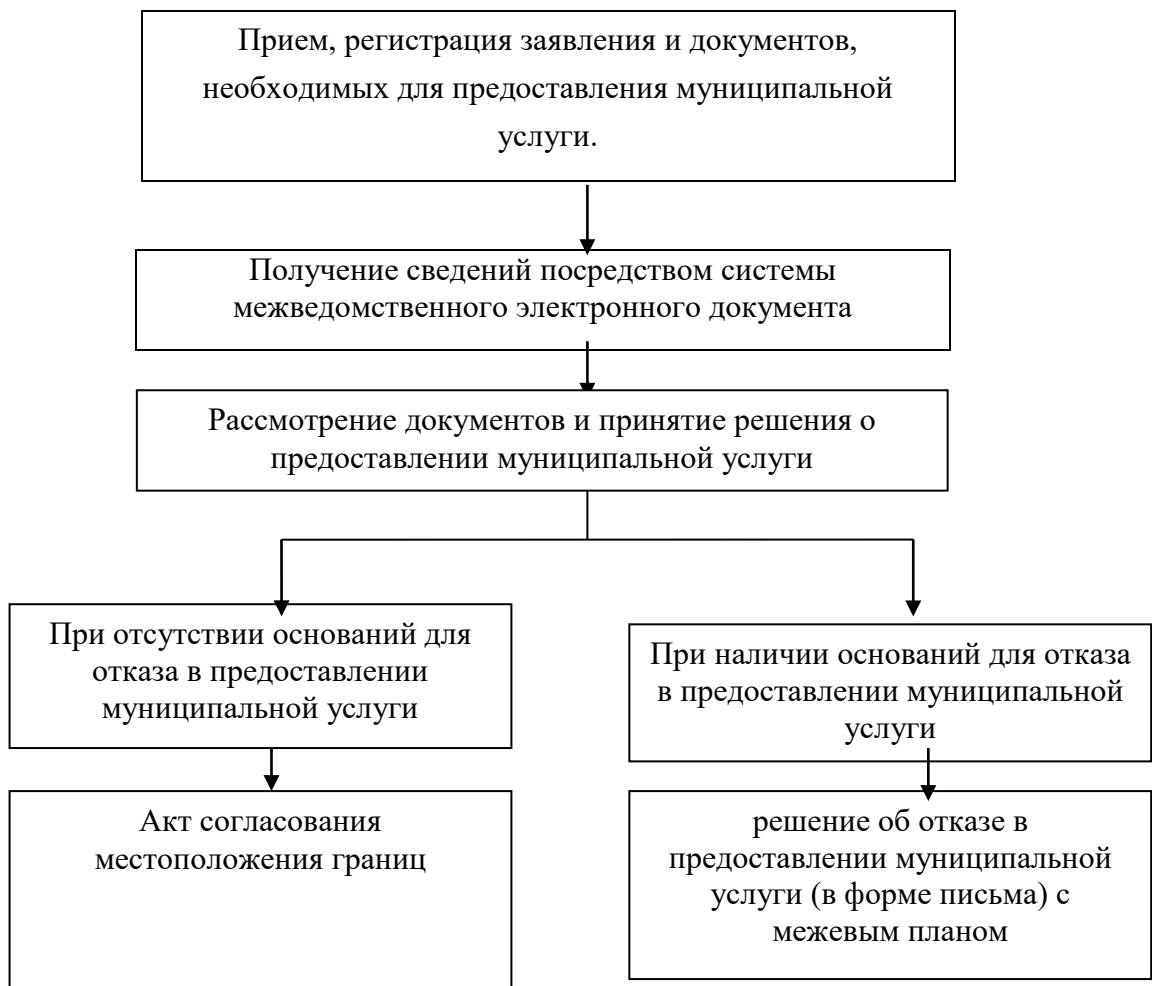 Прием, регистрация заявления и документов,
необходимых для предоставления муниципальной
услуги.
Получение сведений посредством системы
межведомственного электронного документа
Рассмотрение документов и принятие решения о
предоставлении муниципальной услуги
При отсутствии оснований для
отказа в предоставлении
муниципальной услуги
При наличии оснований для отказа
в предоставлении муниципальной
услуги
Акт согласования
местоположения границ
решение об отказе в
предоставлении муниципальной
услуги (в форме письма) с
межевым планом